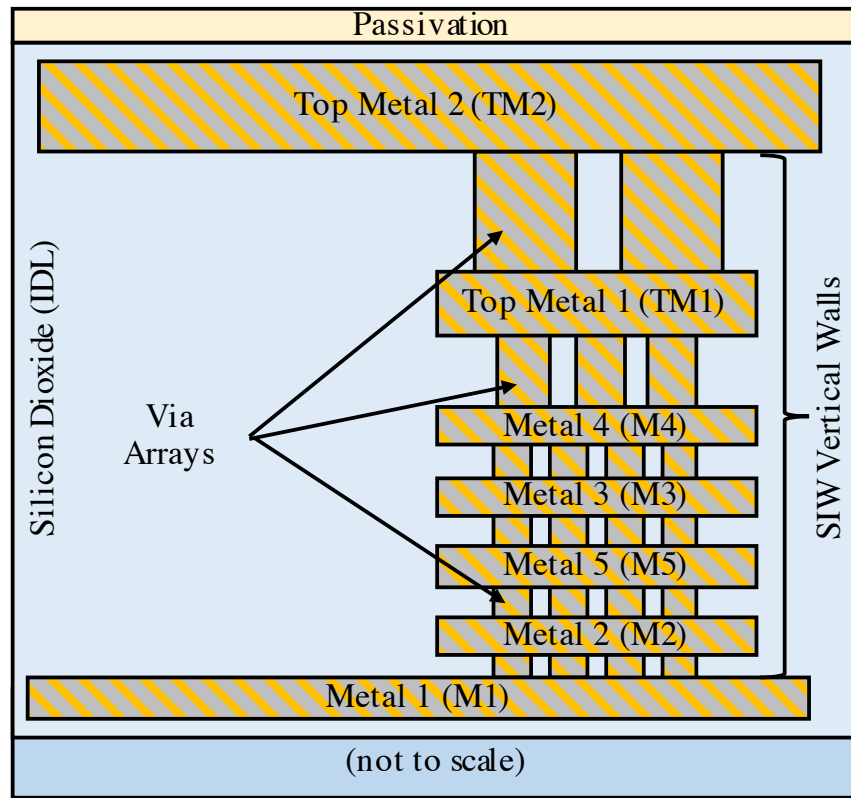 Passivation
Top Metal 2 (TM2)
Silicon Dioxide (IDL)
Top Metal 1 (TM1)
Via
Arrays
Metal 4 (M4)
Metal 3 (M3)
Metal 5 (M5)
Metal 2 (M2)
SIW Vertical Walls
Metal 1 (M1)
(not to scale)